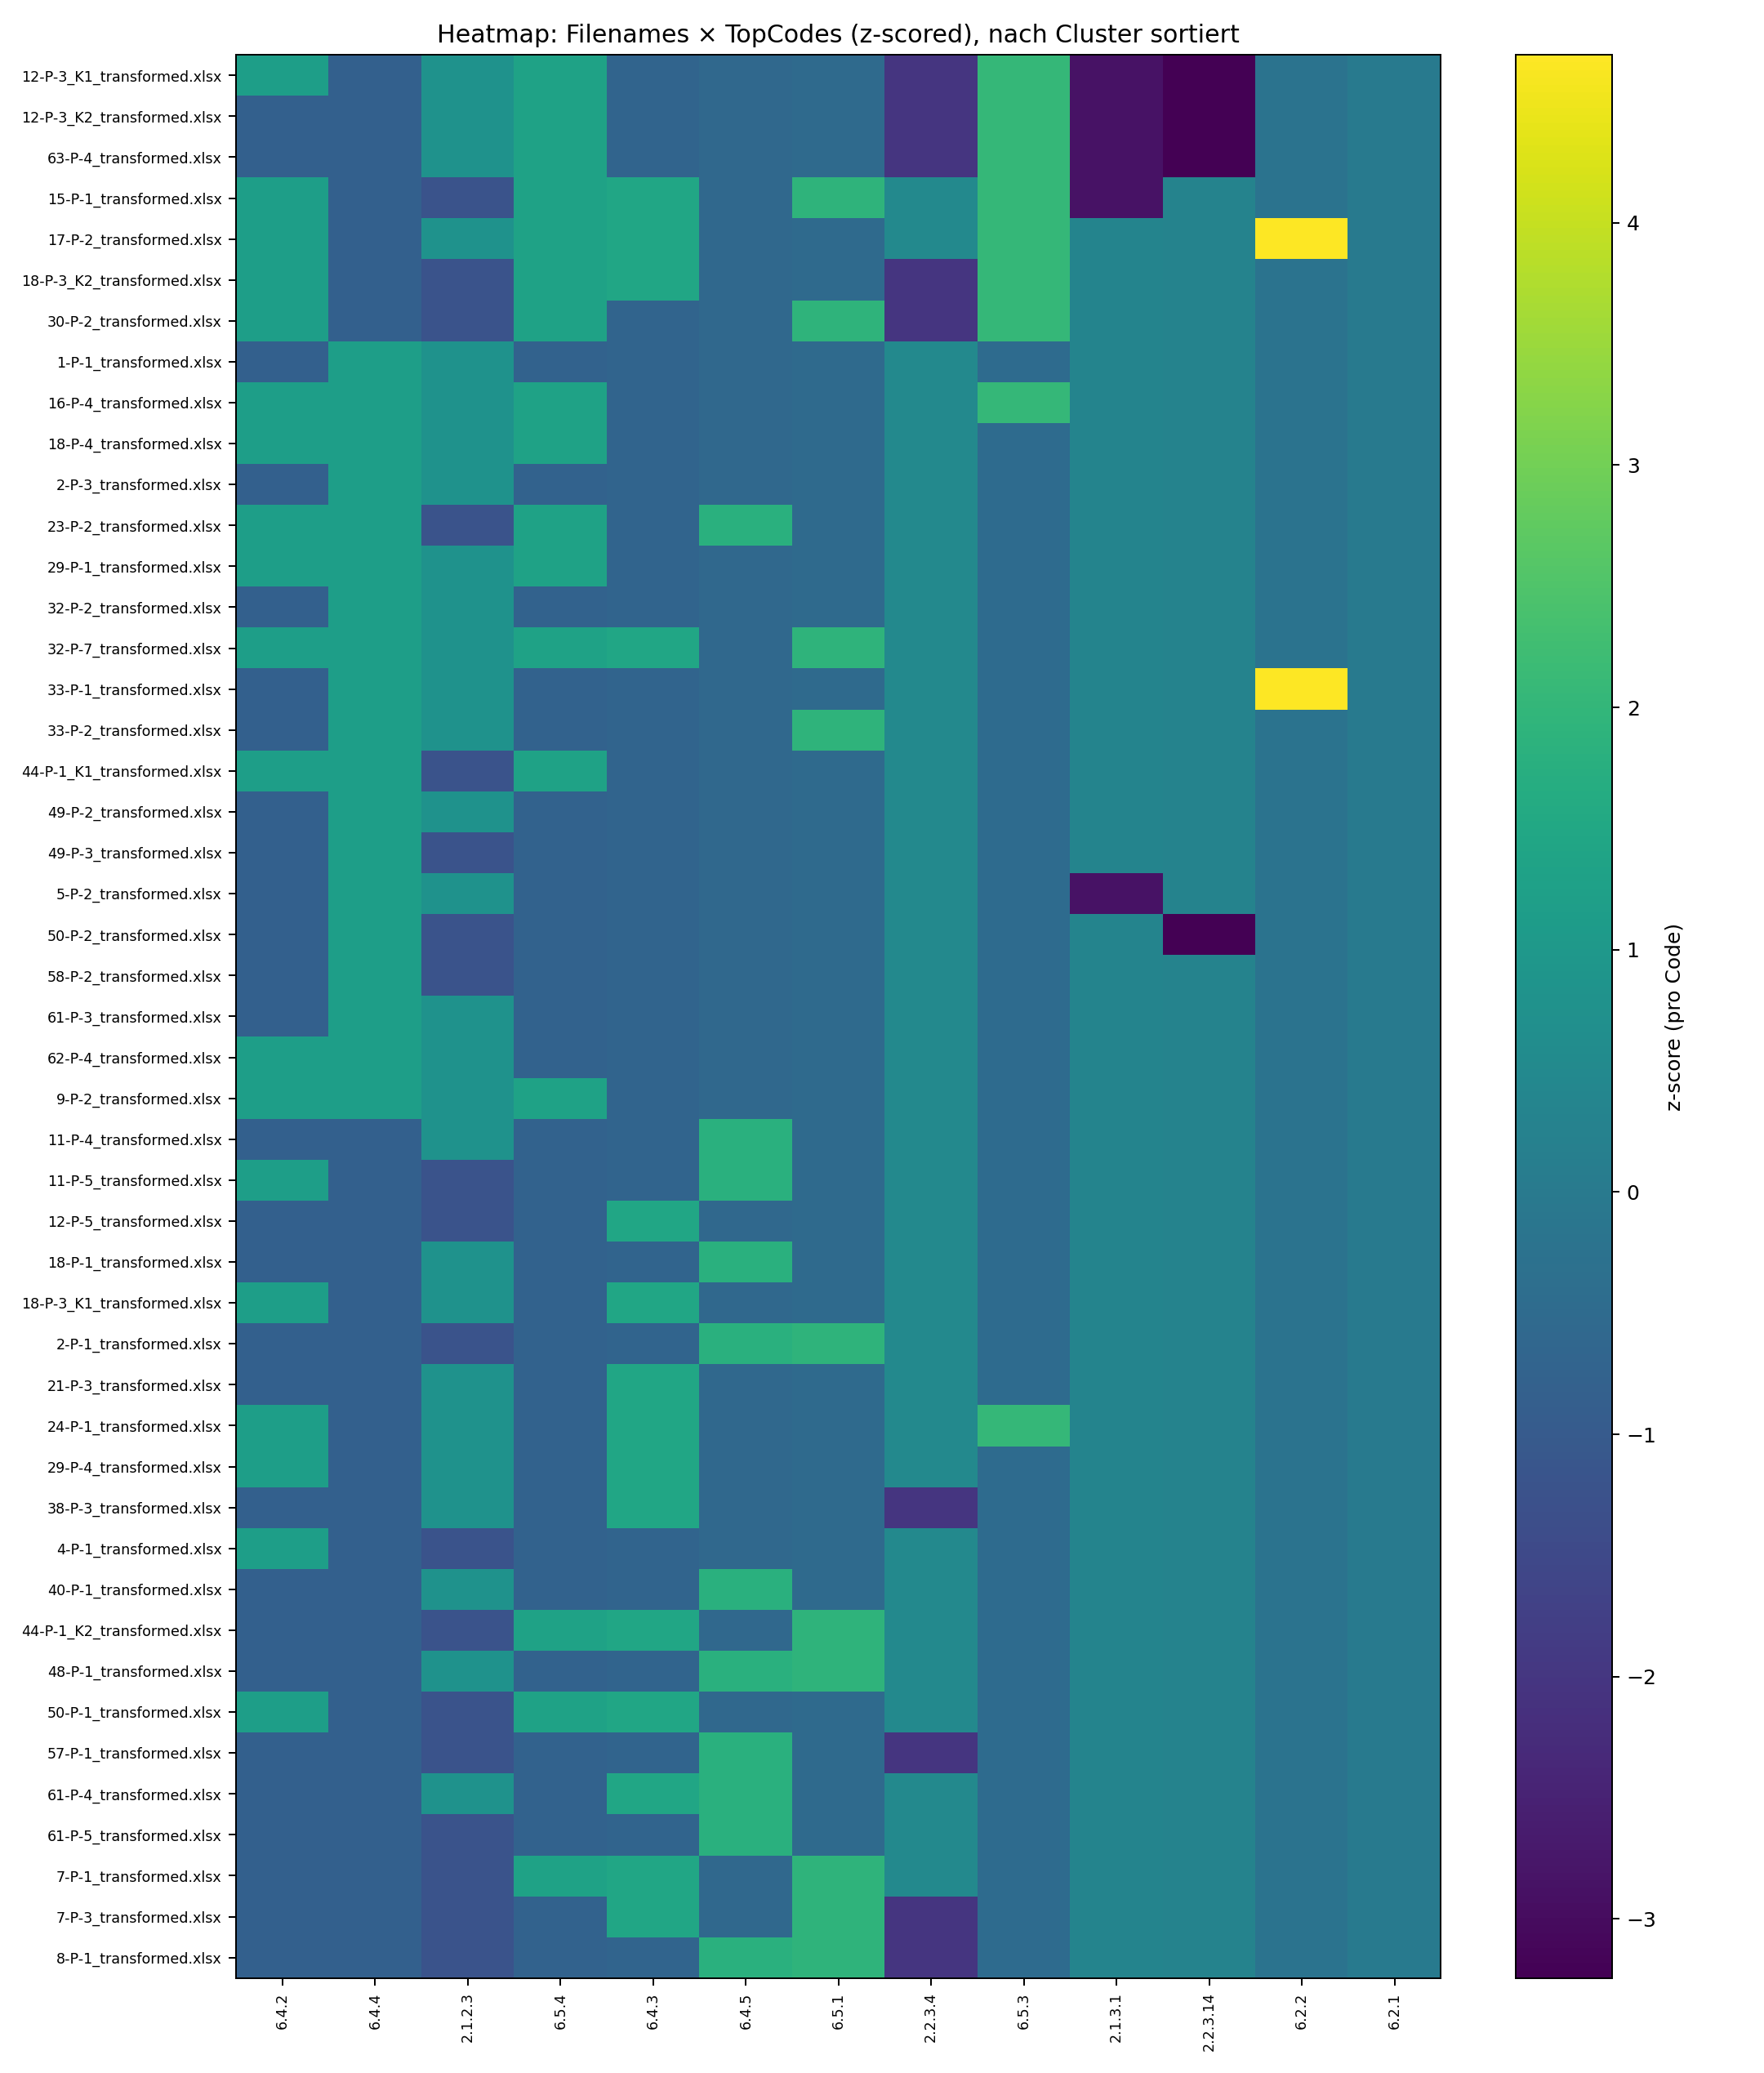 Heatmap: Filenames × TopCodes (z-scored), nach Cluster sortiert
12-P-3_K1_transformed.xlsx
12-P-3_K2_transformed.xlsx
63-P-4_transformed.xlsx
15-P-1_transformed.xlsx
17-P-2_transformed.xlsx
18-P-3_K2_transformed.xlsx
30-P-2_transformed.xlsx
1-P-1_transformed.xlsx
16-P-4_transformed.xlsx
18-P-4_transformed.xlsx
2-P-3_transformed.xlsx
23-P-2_transformed.xlsx
29-P-1_transformed.xlsx
32-P-2_transformed.xlsx
32-P-7_transformed.xlsx
33-P-1_transformed.xlsx
33-P-2_transformed.xlsx
44-P-1_K1_transformed.xlsx
49-P-2_transformed.xlsx
49-P-3_transformed.xlsx
5-P-2_transformed.xlsx
50-P-2_transformed.xlsx
58-P-2_transformed.xlsx
61-P-3_transformed.xlsx
62-P-4_transformed.xlsx
9-P-2_transformed.xlsx
11-P-4_transformed.xlsx
11-P-5_transformed.xlsx
12-P-5_transformed.xlsx
18-P-1_transformed.xlsx
18-P-3_K1_transformed.xlsx
2-P-1_transformed.xlsx
21-P-3_transformed.xlsx
24-P-1_transformed.xlsx
29-P-4_transformed.xlsx
38-P-3_transformed.xlsx
4-P-1_transformed.xlsx
40-P-1_transformed.xlsx
44-P-1_K2_transformed.xlsx
48-P-1_transformed.xlsx
50-P-1_transformed.xlsx
57-P-1_transformed.xlsx
61-P-4_transformed.xlsx
61-P-5_transformed.xlsx
7-P-1_transformed.xlsx
7-P-3_transformed.xlsx
8-P-1_transformed.xlsx
6.4.2
6.4.4
2.1.2.3
6.5.4
6.4.3
6.4.5
6.5.1
2.2.3.4
6.5.3
2.1.3.1
2.2.3.14
6.2.2
6.2.1
4
3
2
1
0
−1
−2
−3
z-score (pro Code)